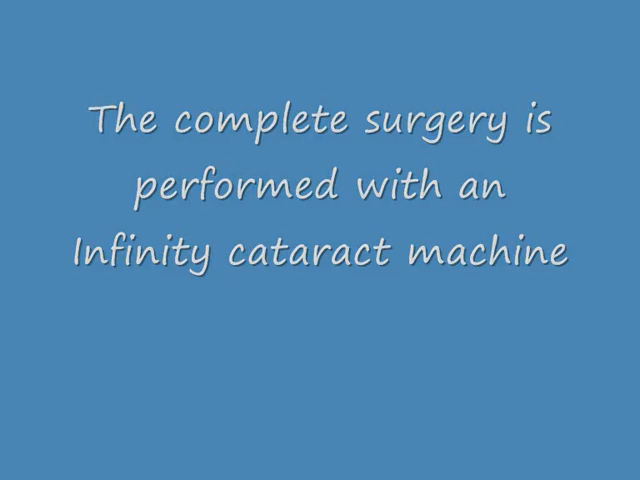 The complete surgery is
performed with an
Infinity cataract machine